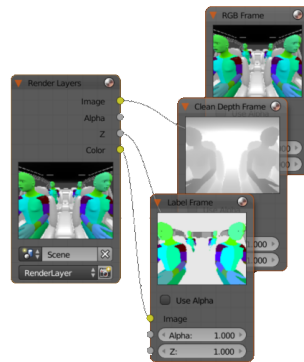 RGB Frame
Render Layers
Image
Alpha
Z
Color
Clean Depth Frame
Label Frame
Scene
RenderLayer
Use Alpha
Image
Alpha: 1.000
Z: 1.000